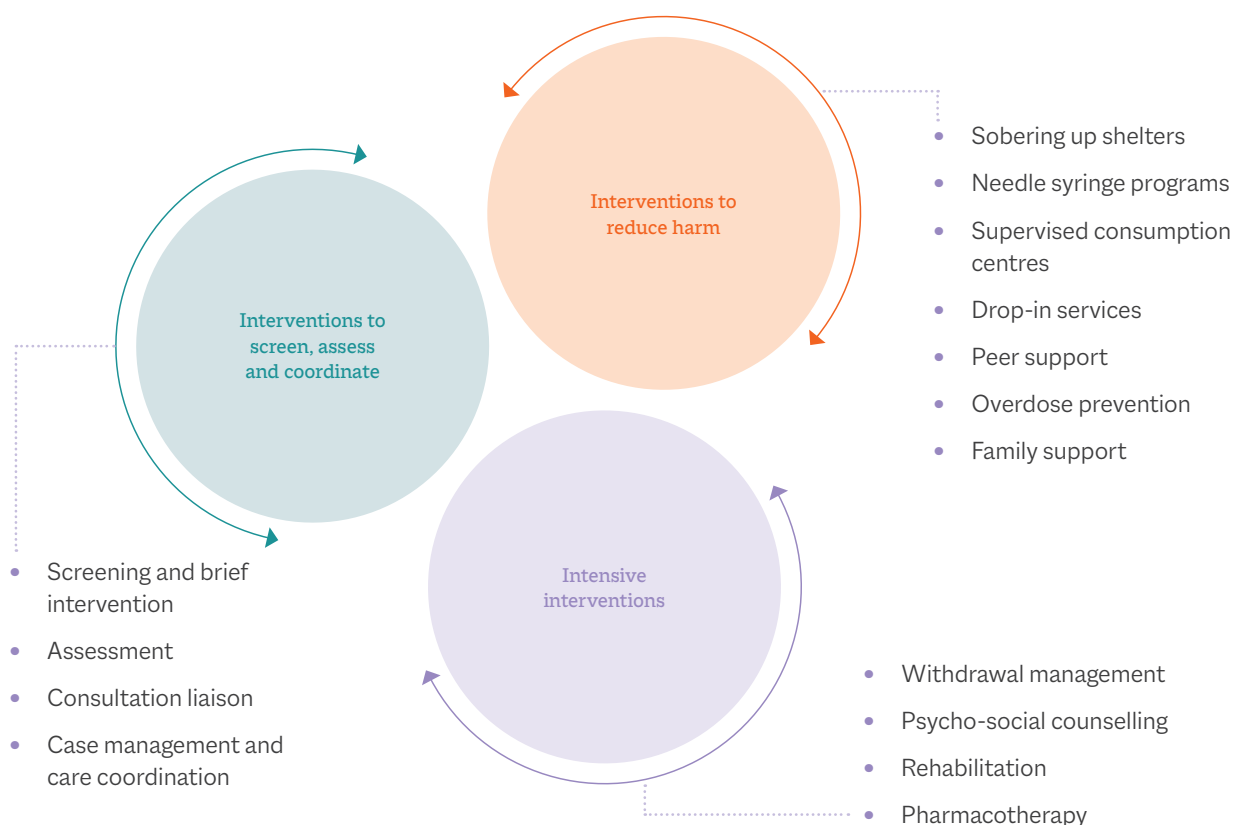 Interventions to
reduce harm
Sobering up shelters
Needle syringe programs
Supervised consumption
centres
Drop-in services
Peer support
Overdose prevention
Family support
Interventions to
screen, assess
and coordinate
Screening and brief
intervention
Assessment
Consultation liaison
Case management and
care coordination
Intensive
interventions
Withdrawal management
Psycho-social counselling
Rehabilitation
Pharmacotherapy